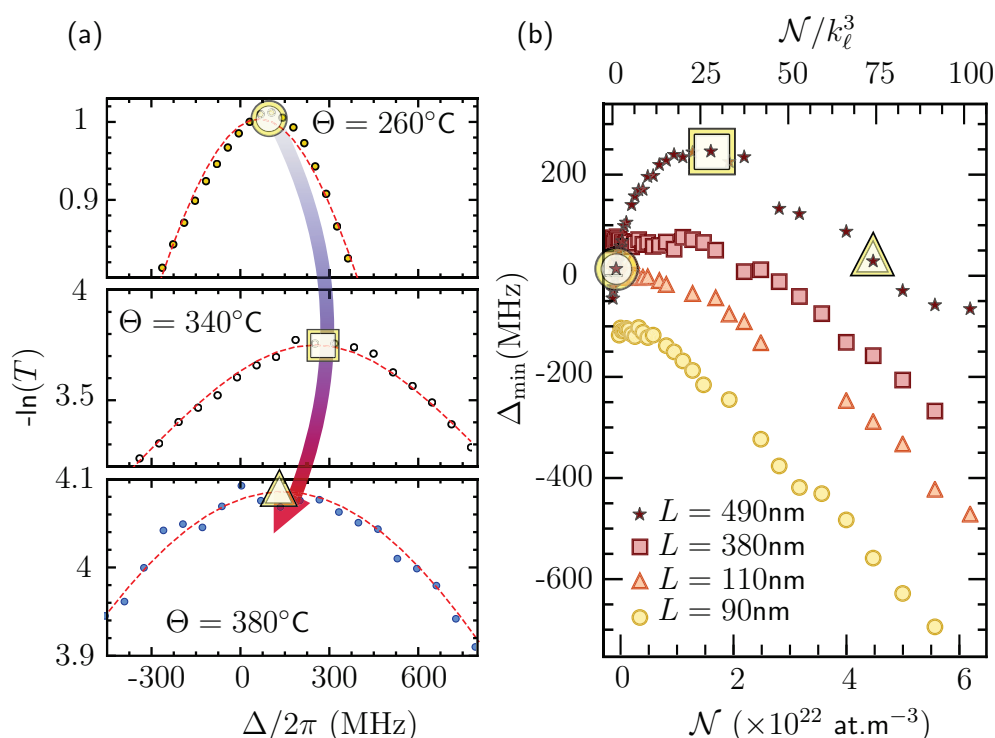 (a)
1
0.9
Θ = 260°C
4
3.5
Θ = 340°C
4.1
4
3.9
Θ = 380°C
-ln(T)
-300 0 300 600
Δ/2π (MHz)
(b)
𝒩/k_ℓ^3
0 25 50 75 100
200
0
-200
-400
-600
Δ_min (MHz)
L = 490nm
L = 380nm
L = 110nm
L = 90nm
0 2 4 6
𝒩 (×10^22 at.m^−3)